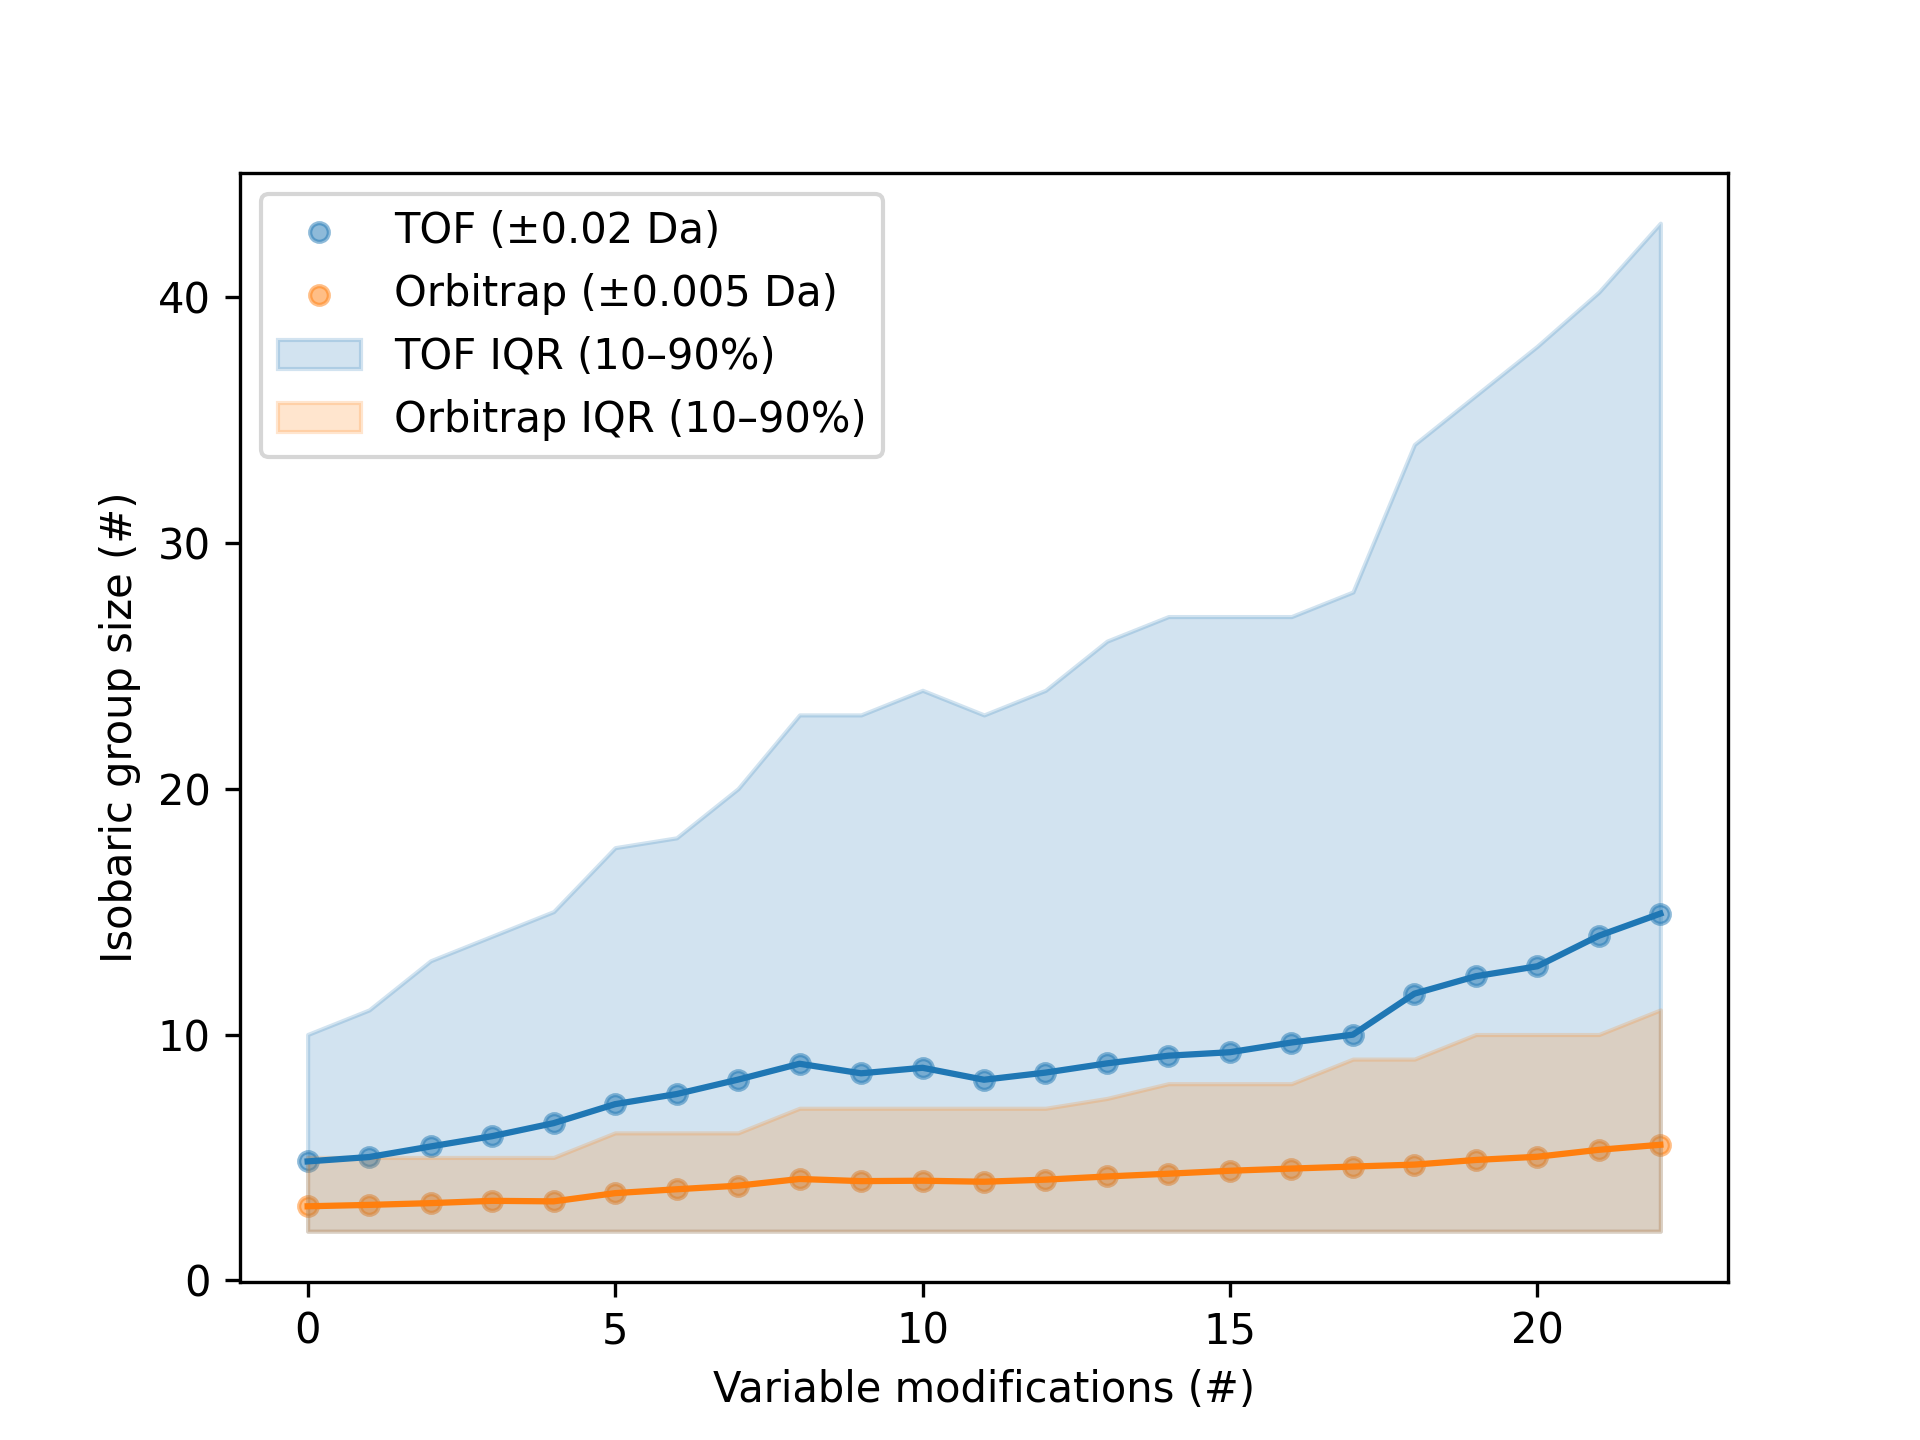 TOF (±0.02 Da)
Orbitrap (±0.005 Da)
TOF IQR (10–90%)
Orbitrap IQR (10–90%)
40
30
20
10
0
Isobaric group size (#)
0 5 10 15 20
Variable modifications (#)